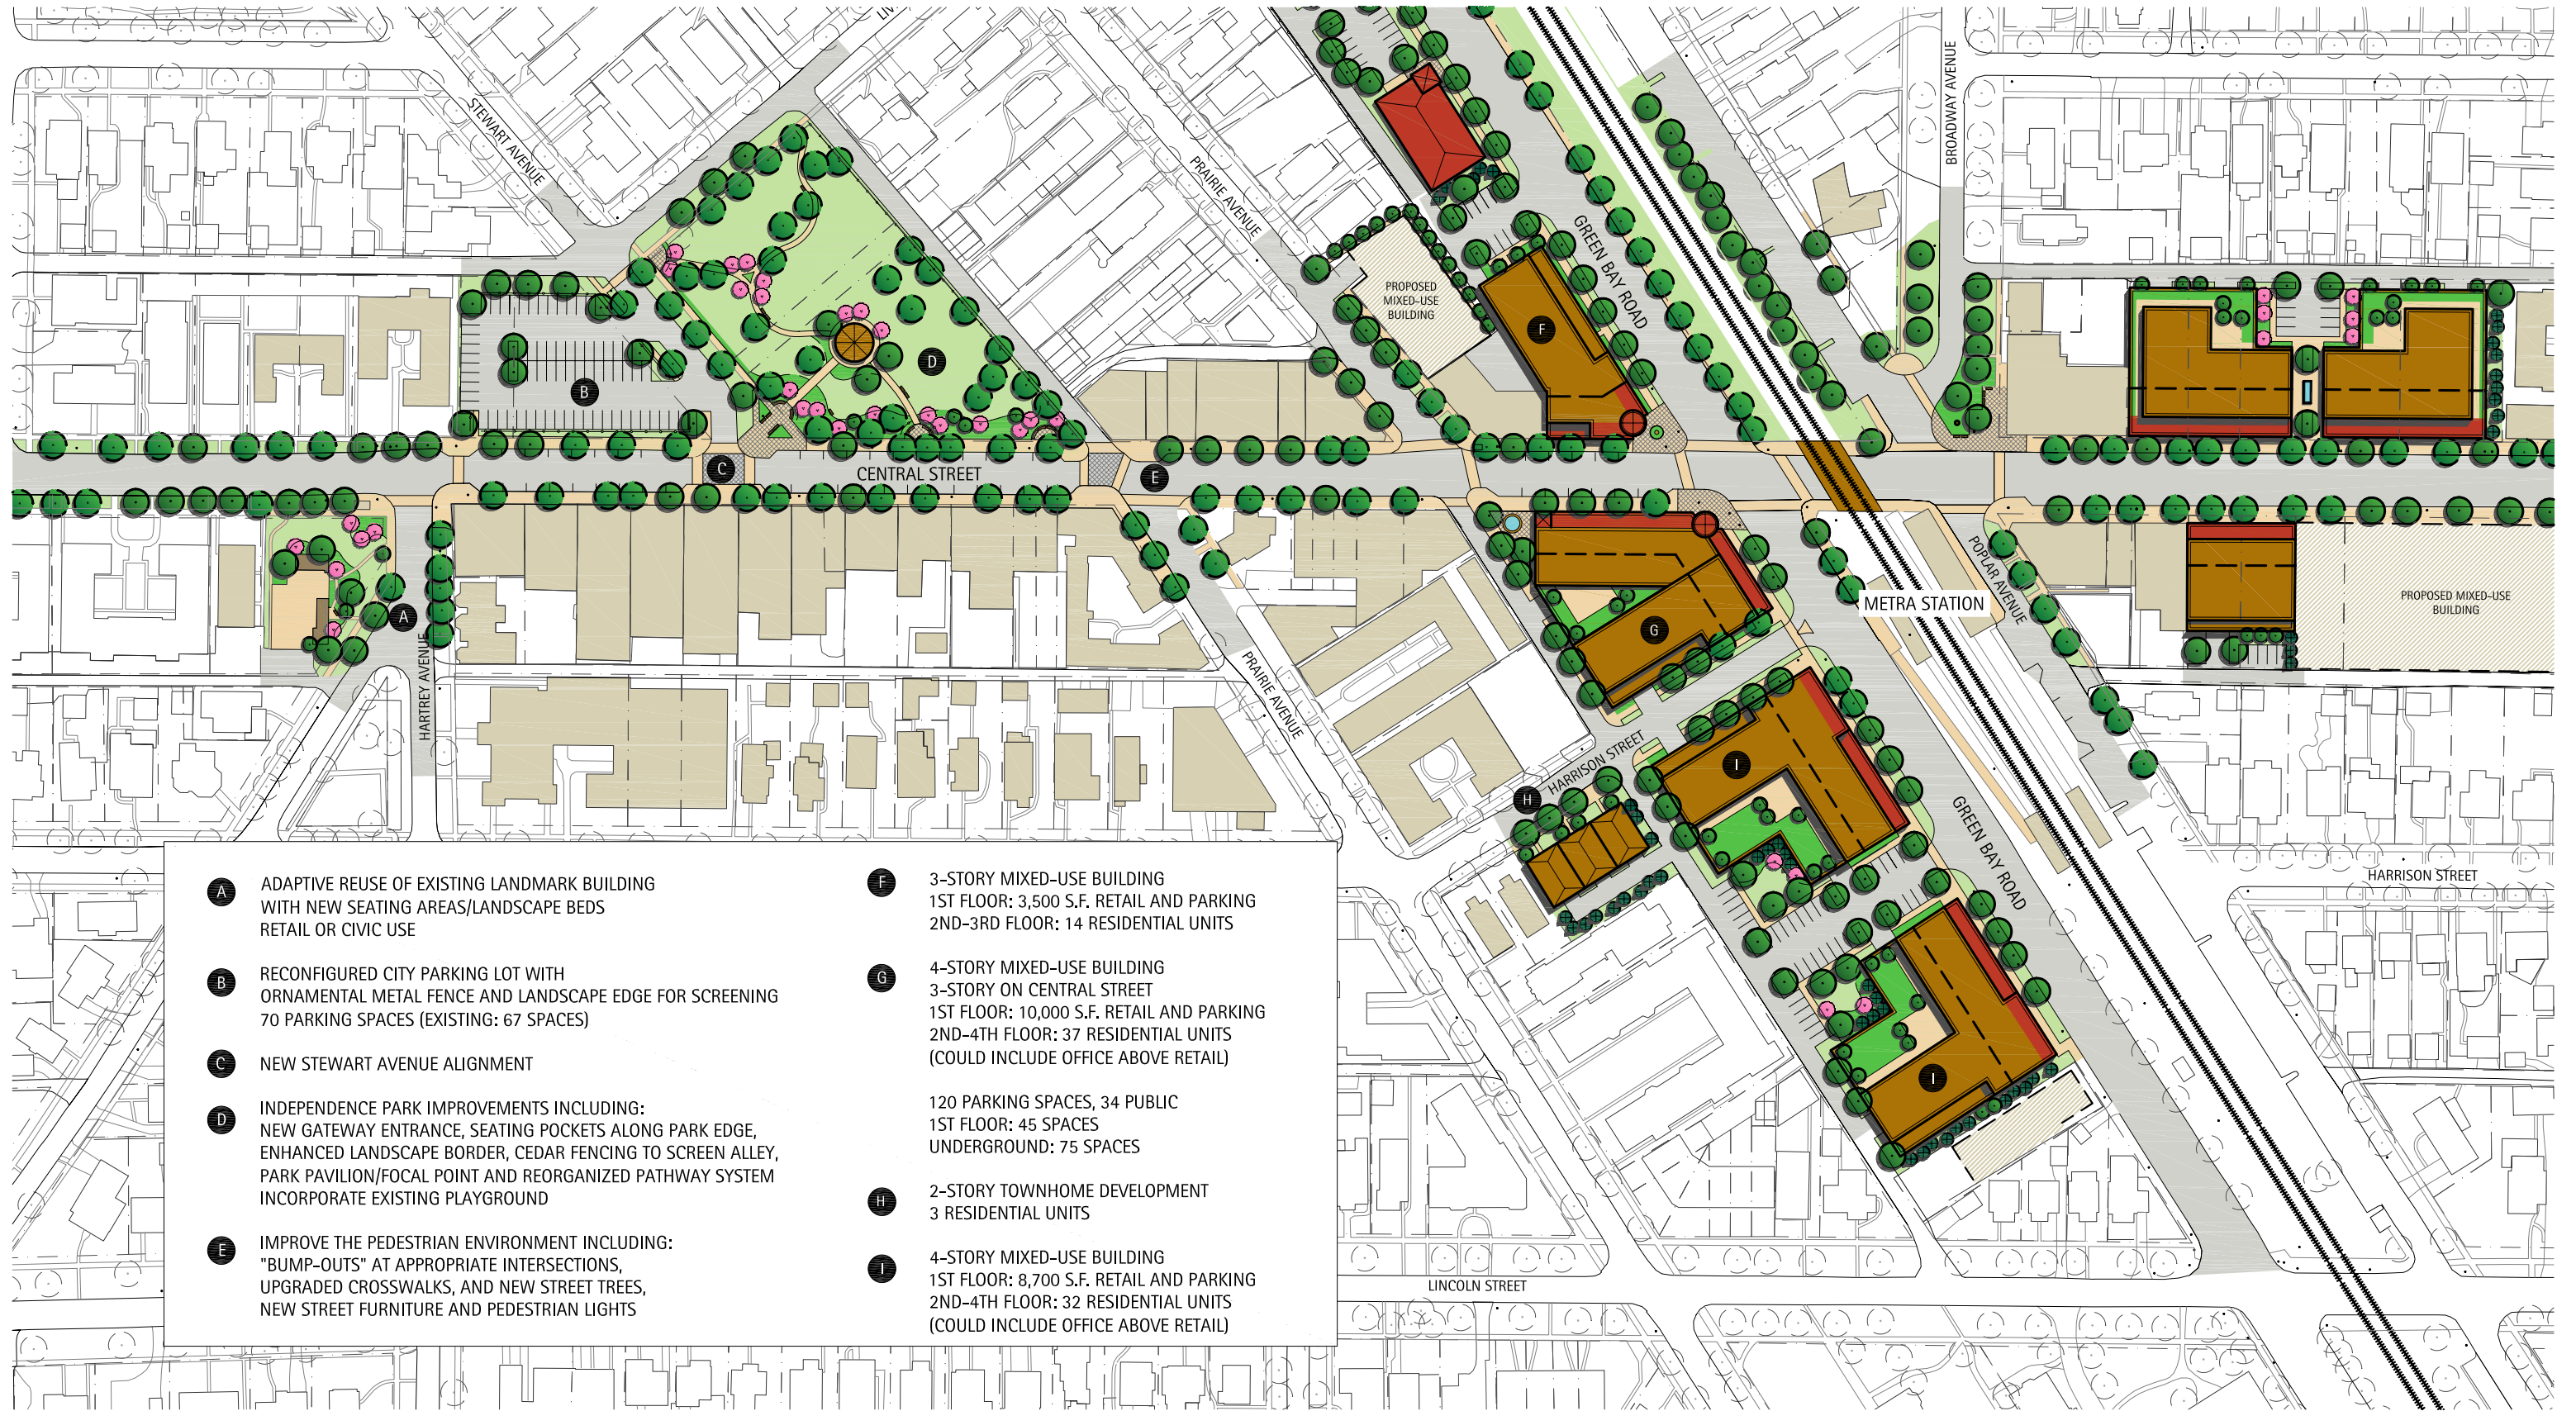 STEWART AVENUE
PRAIRIE AVENUE
GREEN BAY ROAD
BROADWAY AVENUE
PROPOSED
MIXED-USE
BUILDING
F
D
B
C
CENTRAL STREET
E
A
HARTREY AVENUE
PRAIRIE AVENUE
G
METRA STATION
POPLAR AVENUE
PROPOSED MIXED-USE
BUILDING
HARRISON STREET
H
I
GREEN BAY ROAD
HARRISON STREET
I
LINCOLN STREET
A
ADAPTIVE REUSE OF EXISTING LANDMARK BUILDING
WITH NEW SEATING AREAS/LANDSCAPE BEDS
RETAIL OR CIVIC USE
B
RECONFIGURED CITY PARKING LOT WITH
ORNAMENTAL METAL FENCE AND LANDSCAPE EDGE FOR SCREENING
70 PARKING SPACES (EXISTING: 67 SPACES)
C
NEW STEWART AVENUE ALIGNMENT
D
INDEPENDENCE PARK IMPROVEMENTS INCLUDING:
NEW GATEWAY ENTRANCE, SEATING POCKETS ALONG PARK EDGE,
ENHANCED LANDSCAPE BORDER, CEDAR FENCING TO SCREEN ALLEY,
PARK PAVILION/FOCAL POINT AND REORGANIZED PATHWAY SYSTEM
INCORPORATE EXISTING PLAYGROUND
E
IMPROVE THE PEDESTRIAN ENVIRONMENT INCLUDING:
"BUMP-OUTS" AT APPROPRIATE INTERSECTIONS,
UPGRADED CROSSWALKS, AND NEW STREET TREES,
NEW STREET FURNITURE AND PEDESTRIAN LIGHTS
F
3-STORY MIXED-USE BUILDING
1ST FLOOR: 3,500 S.F. RETAIL AND PARKING
2ND-3RD FLOOR: 14 RESIDENTIAL UNITS
G
4-STORY MIXED-USE BUILDING
3-STORY ON CENTRAL STREET
1ST FLOOR: 10,000 S.F. RETAIL AND PARKING
2ND-4TH FLOOR: 37 RESIDENTIAL UNITS
(COULD INCLUDE OFFICE ABOVE RETAIL)
120 PARKING SPACES, 34 PUBLIC
1ST FLOOR: 45 SPACES
UNDERGROUND: 75 SPACES
H
2-STORY TOWNHOME DEVELOPMENT
3 RESIDENTIAL UNITS
I
4-STORY MIXED-USE BUILDING
1ST FLOOR: 8,700 S.F. RETAIL AND PARKING
2ND-4TH FLOOR: 32 RESIDENTIAL UNITS
(COULD INCLUDE OFFICE ABOVE RETAIL)